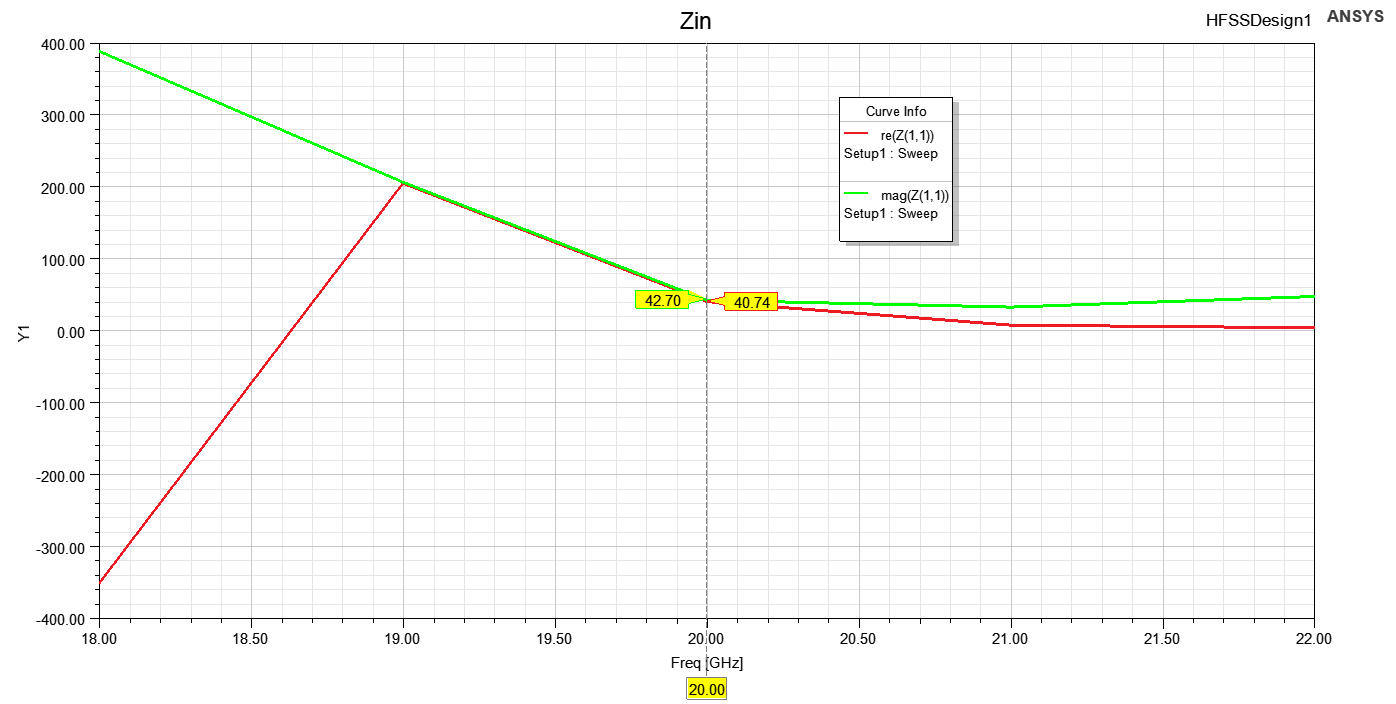 Zin
HFSSDesign1
ANSYS
400.00
300.00
200.00
100.00
0.00
-100.00
-200.00
-300.00
-400.00
Y1
Curve Info
re(Z(1,1))
Setup1 : Sweep
mag(Z(1,1))
Setup1 : Sweep
42.70
40.74
18.00
18.50
19.00
19.50
20.00
20.50
21.00
21.50
22.00
Freq [GHz]
20.00